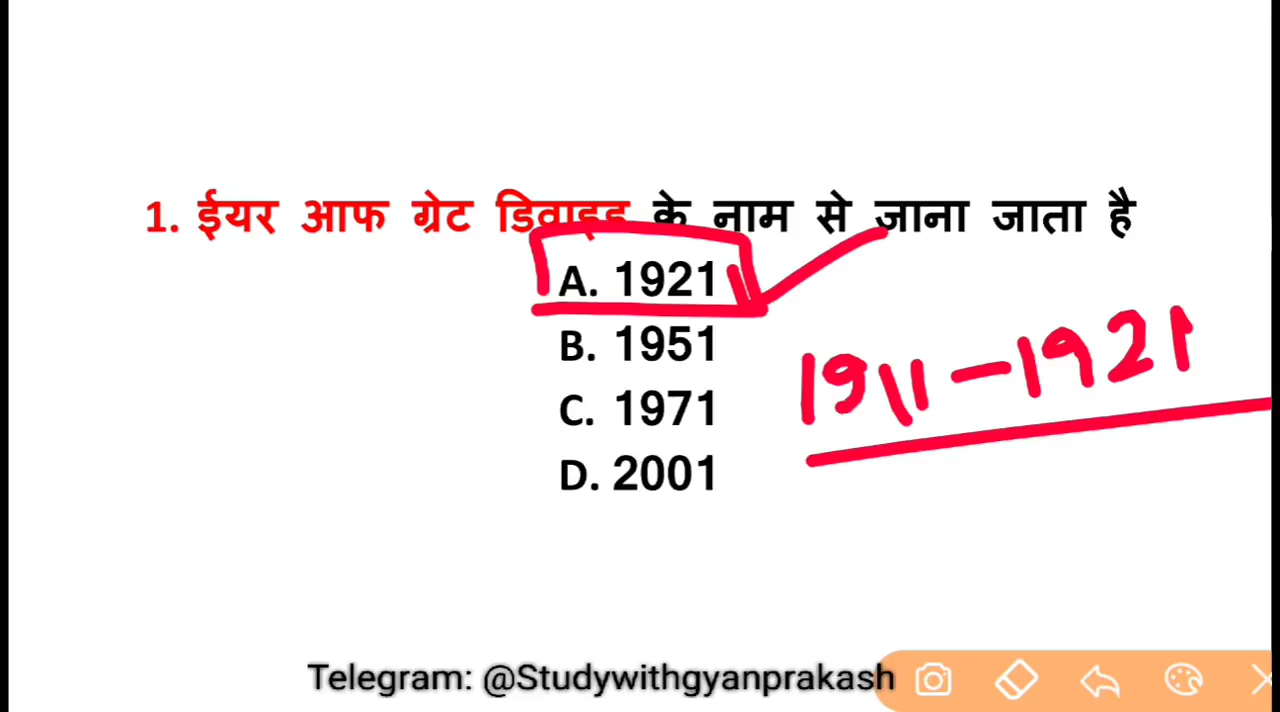 1. ईयर आफ ग्रेट डिवाइड के नाम से जाना जाता है
A. 1921
B. 1951
1911-1921
C. 1971
D. 2001
Telegram: @Studywithgyanprakash